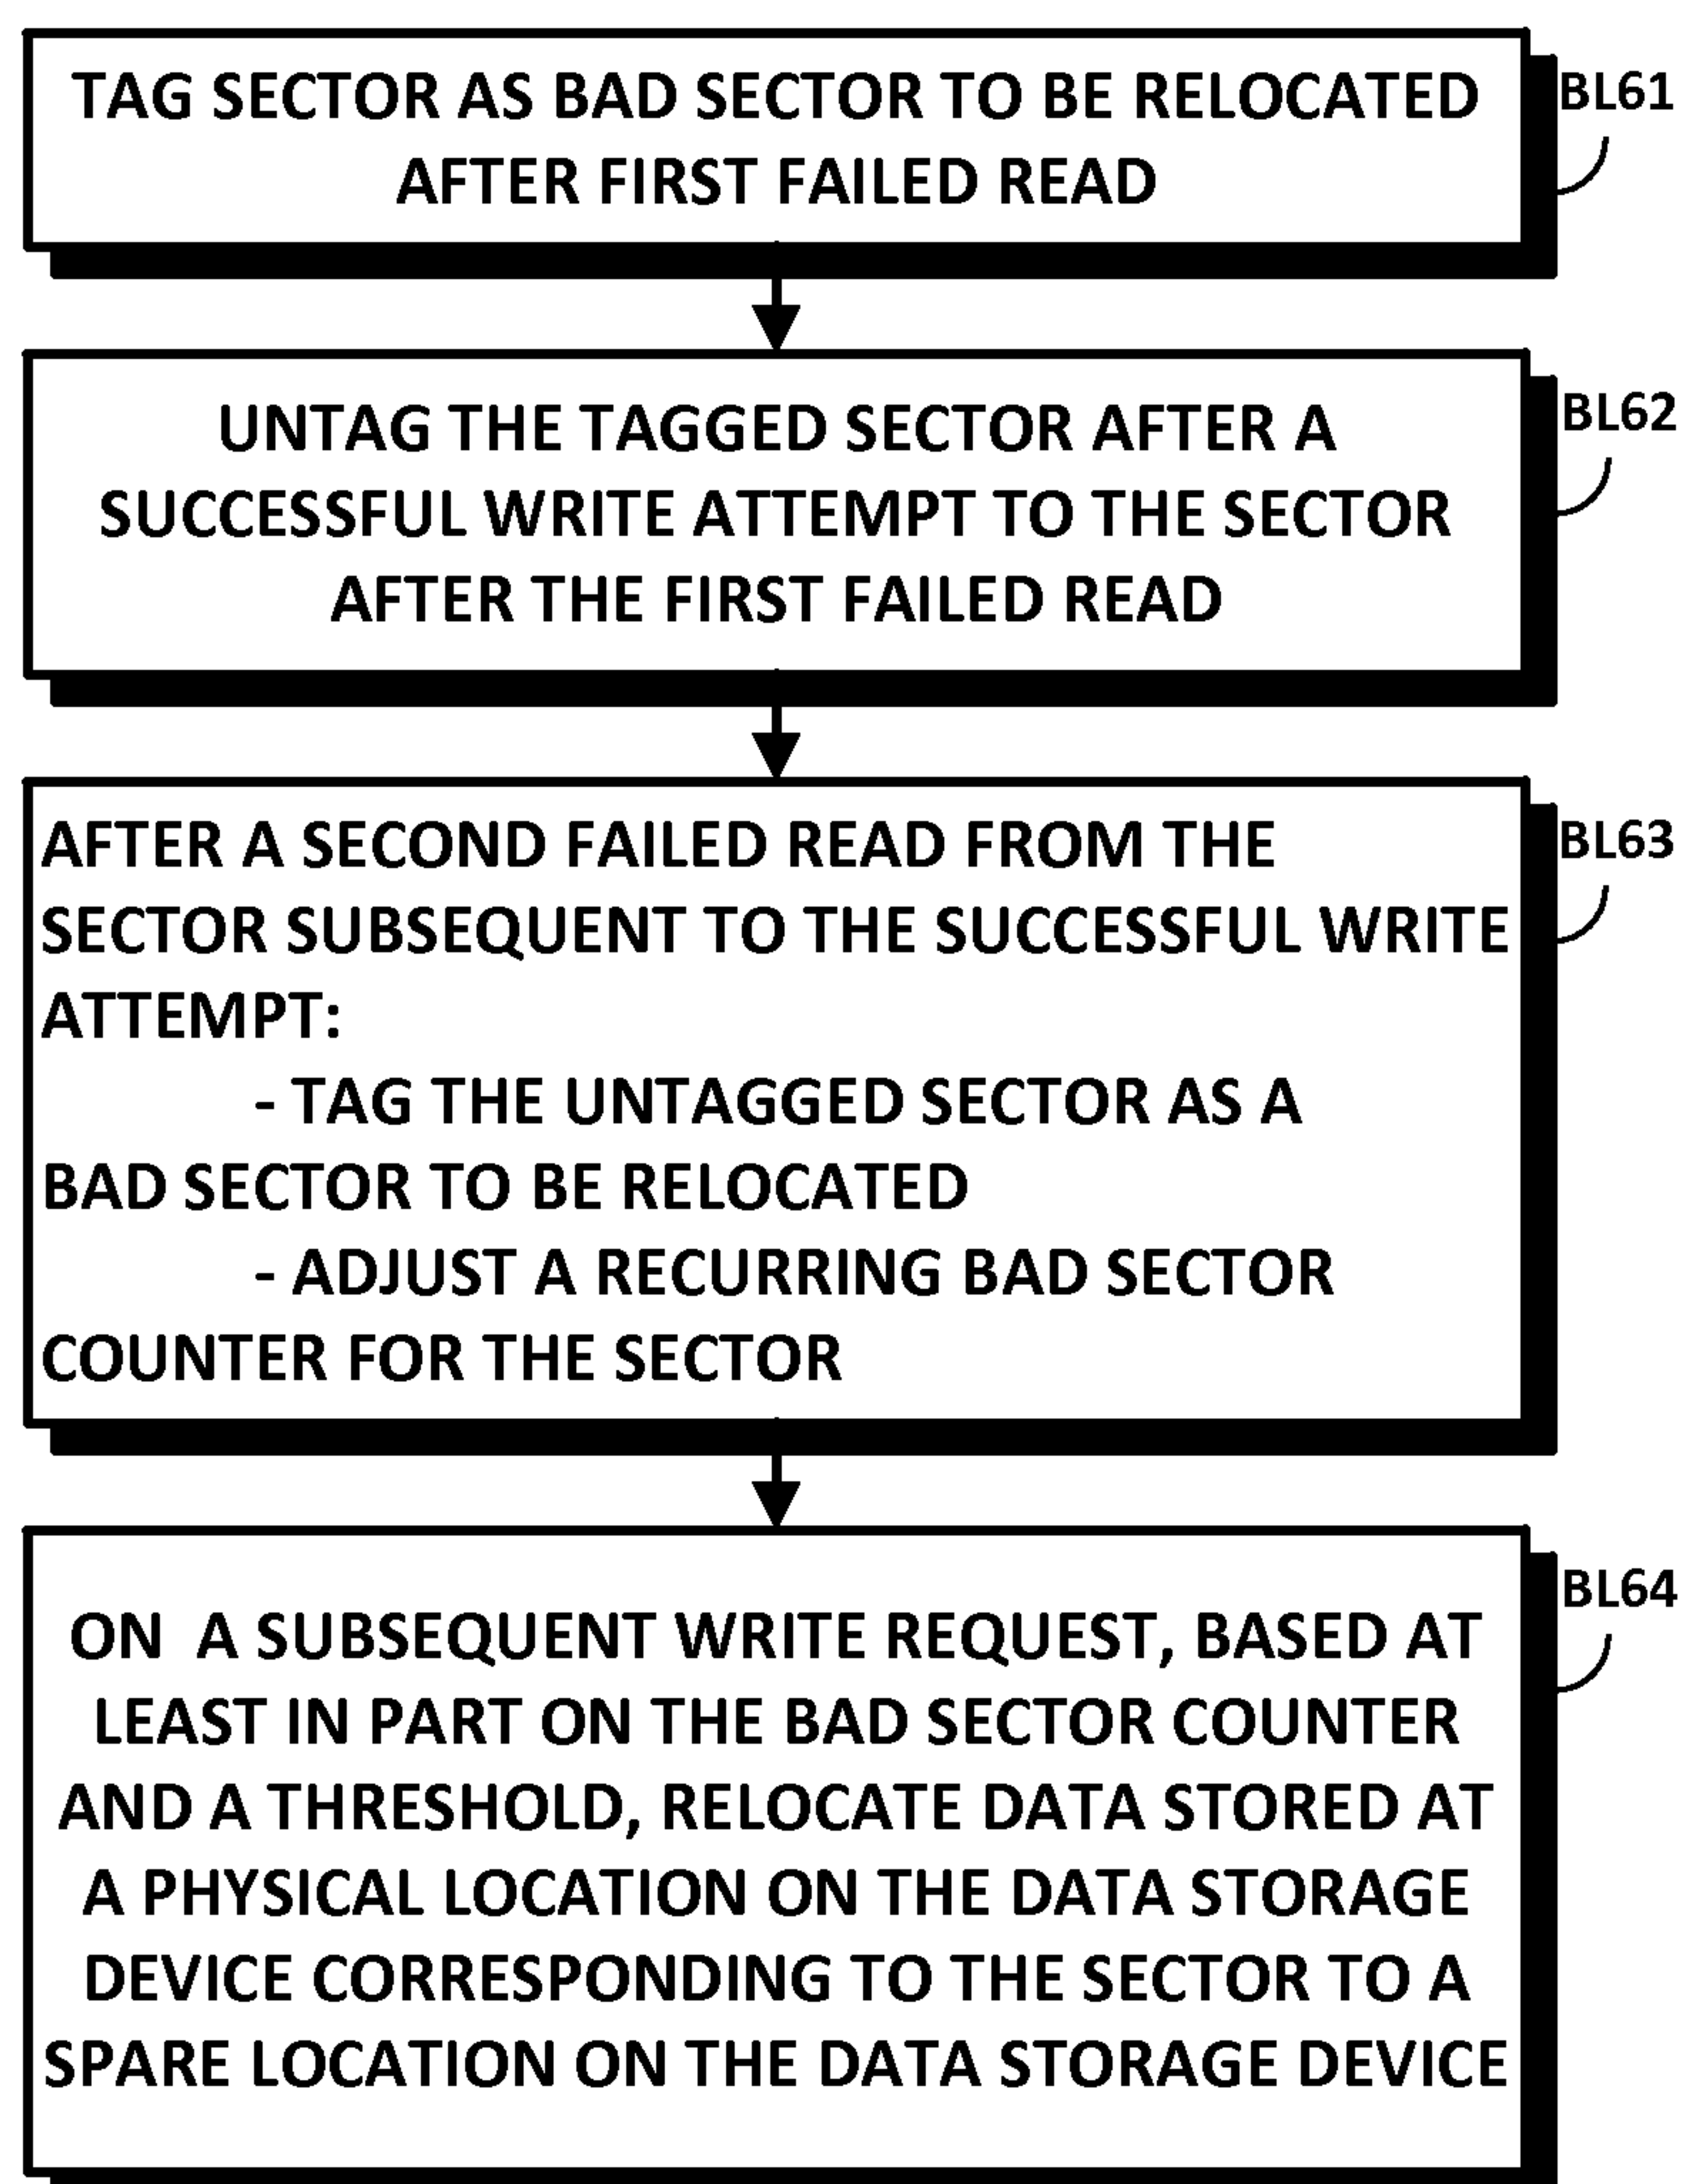 TAG SECTOR AS BAD SECTOR TO BE RELOCATED
AFTER FIRST FAILED READ
BL61
UNTAG THE TAGGED SECTOR AFTER A
SUCCESSFUL WRITE ATTEMPT TO THE SECTOR
AFTER THE FIRST FAILED READ
BL62
AFTER A SECOND FAILED READ FROM THE
SECTOR SUBSEQUENT TO THE SUCCESSFUL WRITE
ATTEMPT:
- TAG THE UNTAGGED SECTOR AS A
BAD SECTOR TO BE RELOCATED
- ADJUST A RECURRING BAD SECTOR
COUNTER FOR THE SECTOR
BL63
ON A SUBSEQUENT WRITE REQUEST, BASED AT
LEAST IN PART ON THE BAD SECTOR COUNTER
AND A THRESHOLD, RELOCATE DATA STORED AT
A PHYSICAL LOCATION ON THE DATA STORAGE
DEVICE CORRESPONDING TO THE SECTOR TO A
SPARE LOCATION ON THE DATA STORAGE DEVICE
BL64